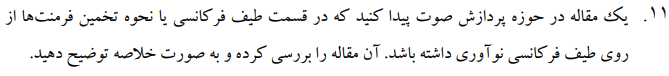 ۱۱. یک مقاله در حوزه پردازش صوت پیدا کنید که در قسمت طیف فرکانسی یا نحوه تخمین فرمنت‌ها از
روی طیف فرکانسی نوآوری داشته باشد. آن مقاله را بررسی کرده و به صورت خلاصه توضیح دهید.